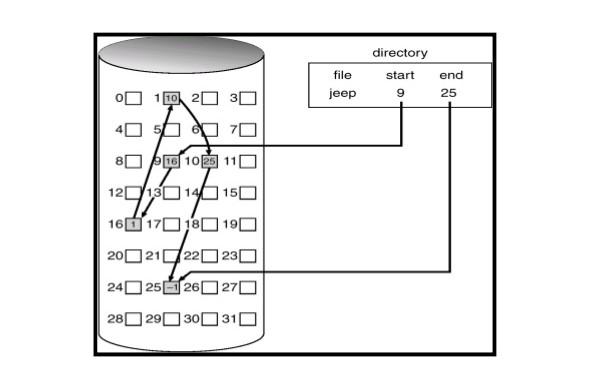 directory
file start end
jeep 9 25
0 1 10 2 3
4 5 6 7
8 9 16 10 25 11
12 13 14 15
16 1 17 18 19
20 21 22 23
24 25 -1 26 27
28 29 30 31